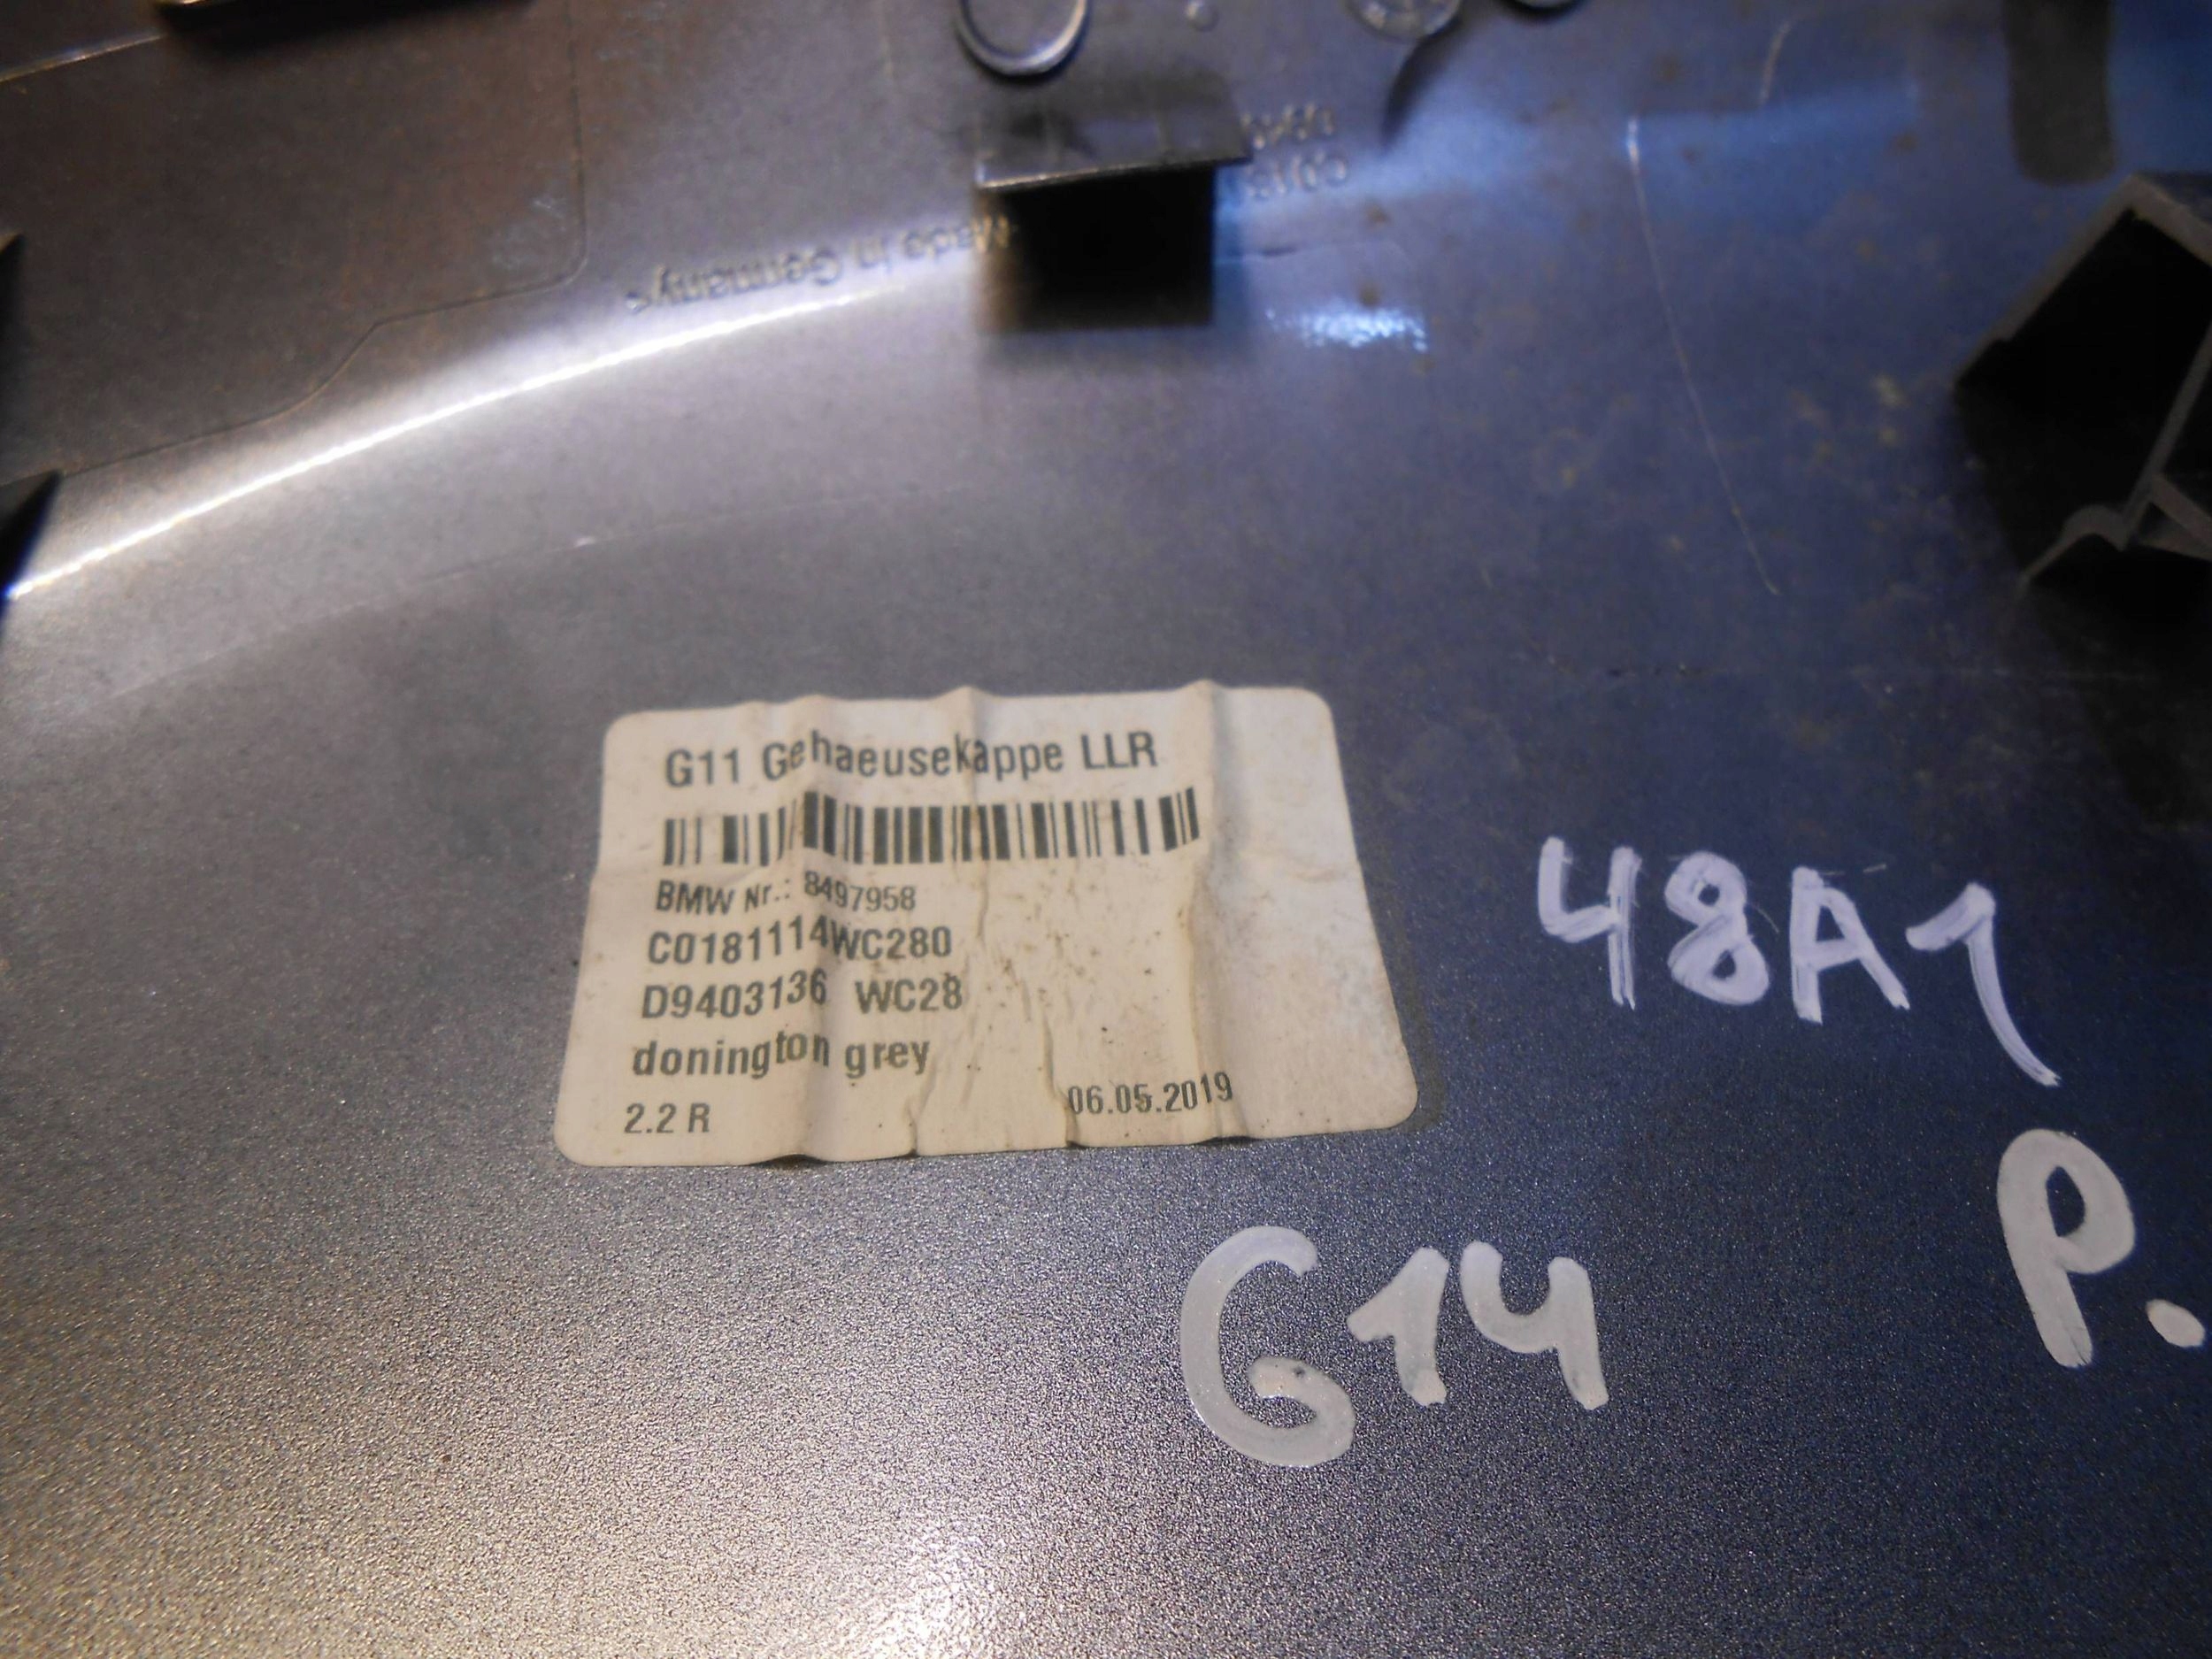 Made in Germany<
G11 Gehaeusekappe LLR
BMW Nr.: 8497958
C0181114WC280
D9403136 WC28
donington grey
2.2 R
06.05.2019
48A1
P.
G14